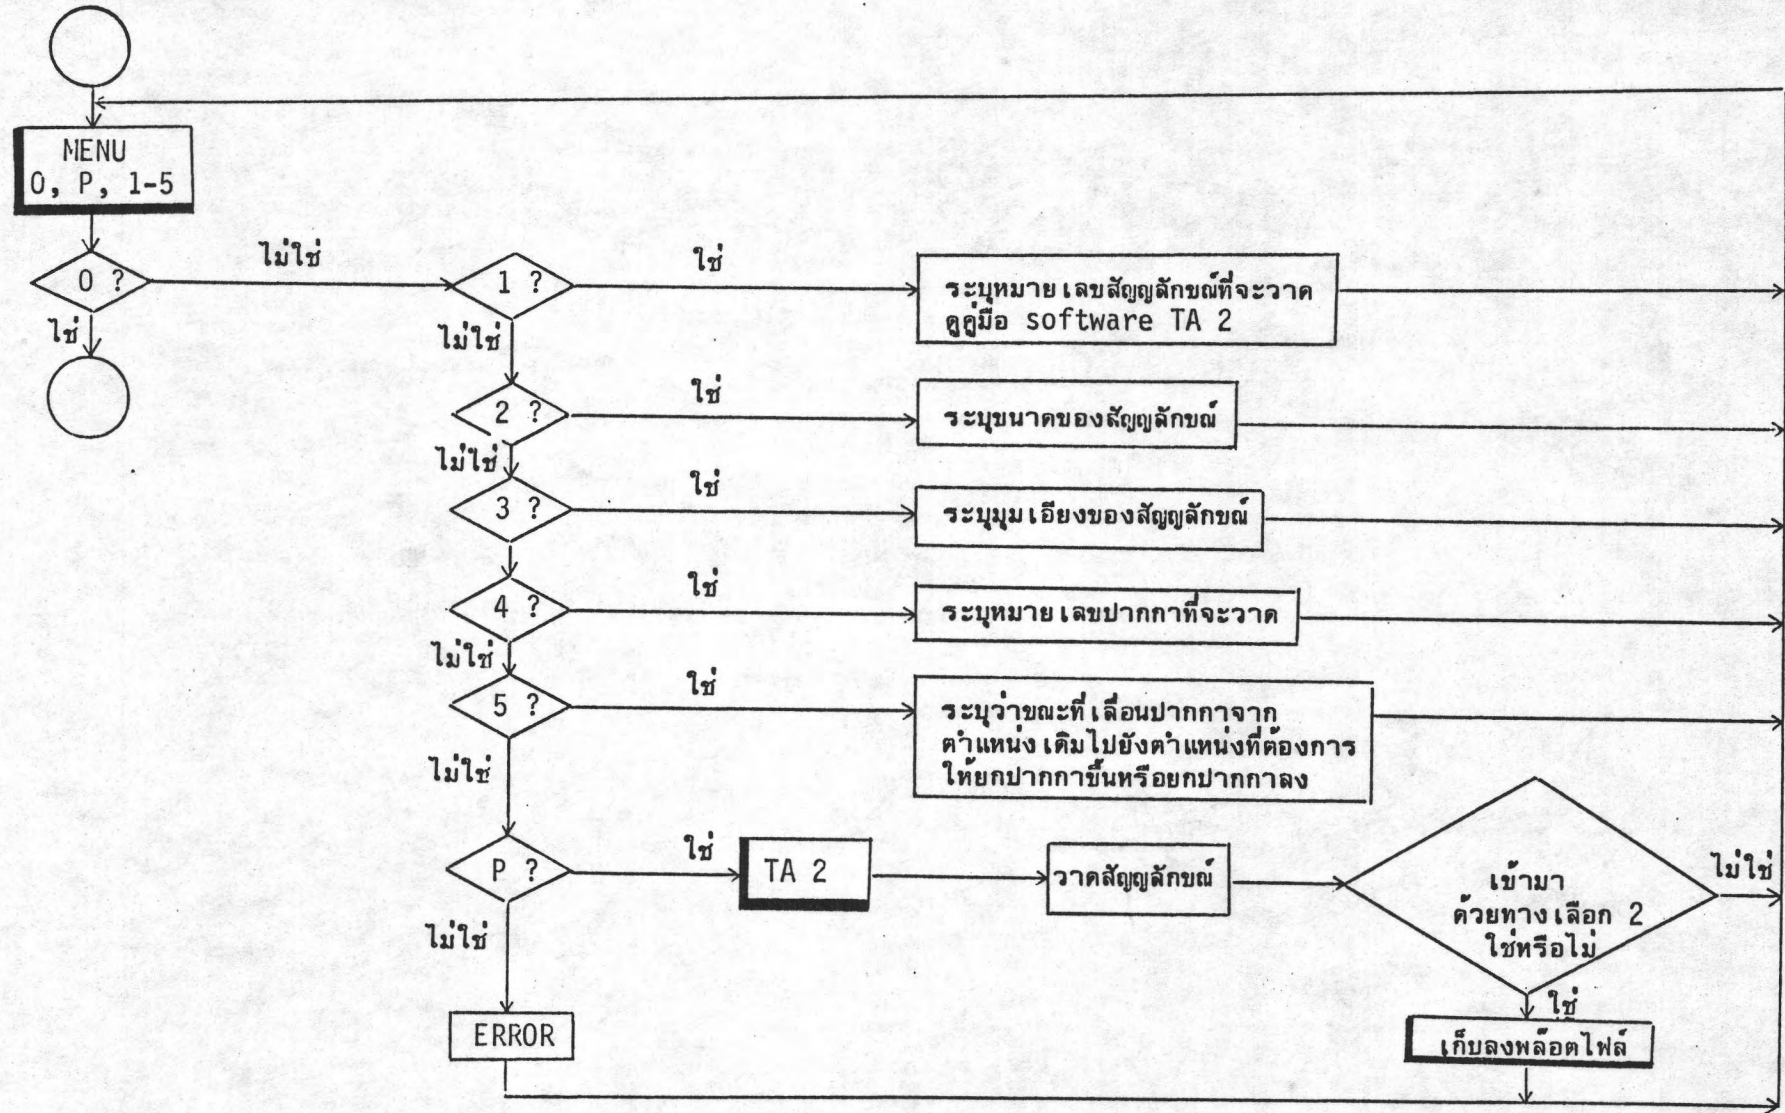 MENU
0, P, 1-5
0 ?
ไม่ใช่
ใช่
1 ?
ใช่
ระบุหมายเลขสัญญลักขณ์ที่จะวาด
ดูคู่มือ software TA 2
ไม่ใช่
2 ?
ใช่
ระบุขนาดของสัญญลักขณ์
ไม่ใช่
3 ?
ใช่
ระบุมุมเอียงของสัญญลักขณ์
4 ?
ใช่
ระบุหมายเลขปากกาที่จะวาด
ไม่ใช่
5 ?
ใช่
ระบุว่าขณะที่เลื่อนปากกาจาก
ตำแหน่งเดิมไปยังตำแหน่งที่ต้องการ
ให้ยกปากกาขึ้นหรือยกปากกาลง
ไม่ใช่
P ?
ใช่
TA 2
วาดสัญญลักขณ์
เข้ามา
ด้วยทางเลือก 2
ใช่หรือไม่
ไม่ใช่
ใช่
เก็บลงพล๊อตไฟล์
ไม่ใช่
ERROR